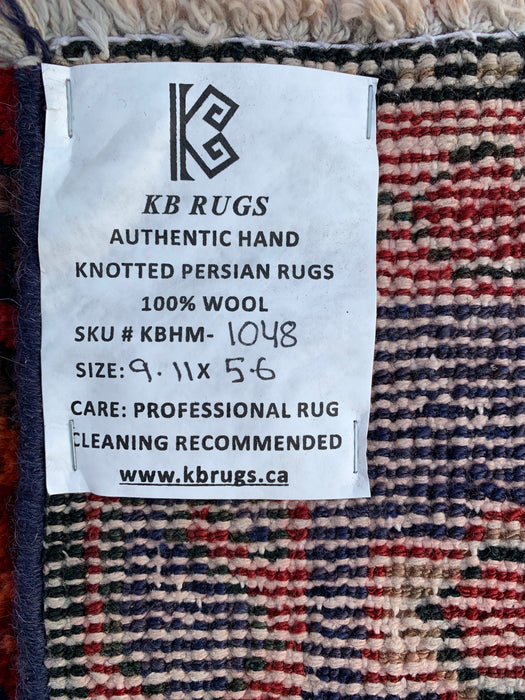 KB RUGS
AUTHENTIC HAND
KNOTTED PERSIAN RUGS
100% WOOL
SKU # KBHM- 1048
SIZE: 9.11 X 5.6
CARE: PROFESSIONAL RUG
CLEANING RECOMMENDED
www.kbrugs.ca